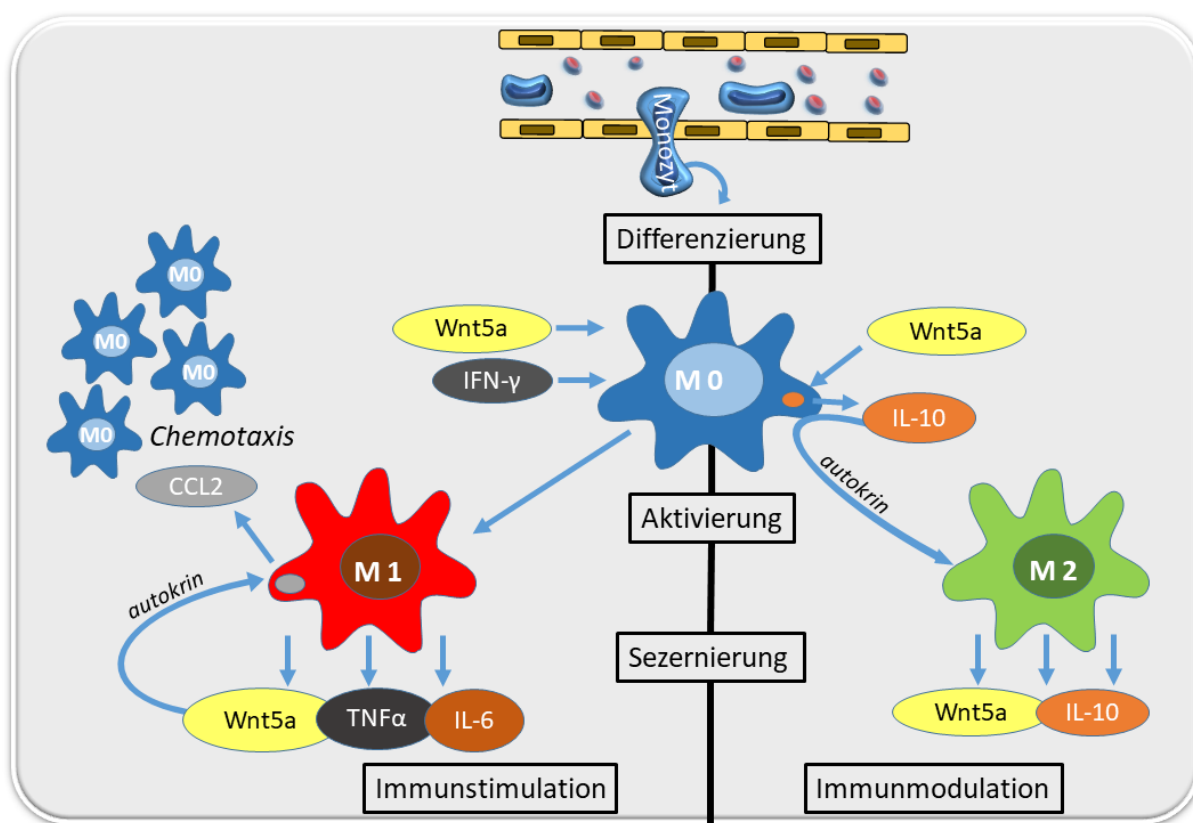 Monozyt
Differenzierung
Wnt5a
IFN-γ
M 0
Wnt5a
IL-10
M0
M0
M0
M0
Chemotaxis
CCL2
autokrin
Aktivierung
M 1
autokrin
M 2
Sezernierung
Wnt5a
TNFα
IL-6
Wnt5a
IL-10
Immunstimulation
Immunmodulation